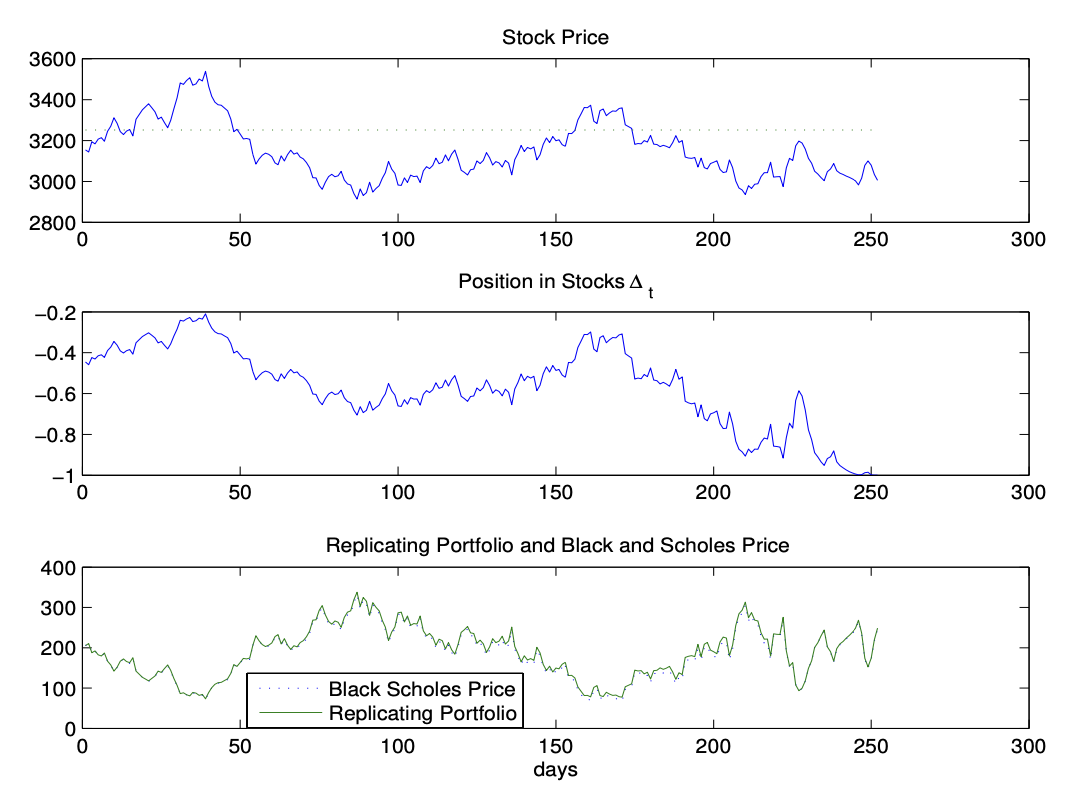 Stock Price
3600
3400
3200
3000
2800
0 50 100 150 200 250 300
Position in Stocks Δ t
−0.2
−0.4
−0.6
−0.8
−1
0 50 100 150 200 250 300
Replicating Portfolio and Black and Scholes Price
400
300
200
100
0
Black Scholes Price
Replicating Portfolio
0 50 100 150 200 250 300
days